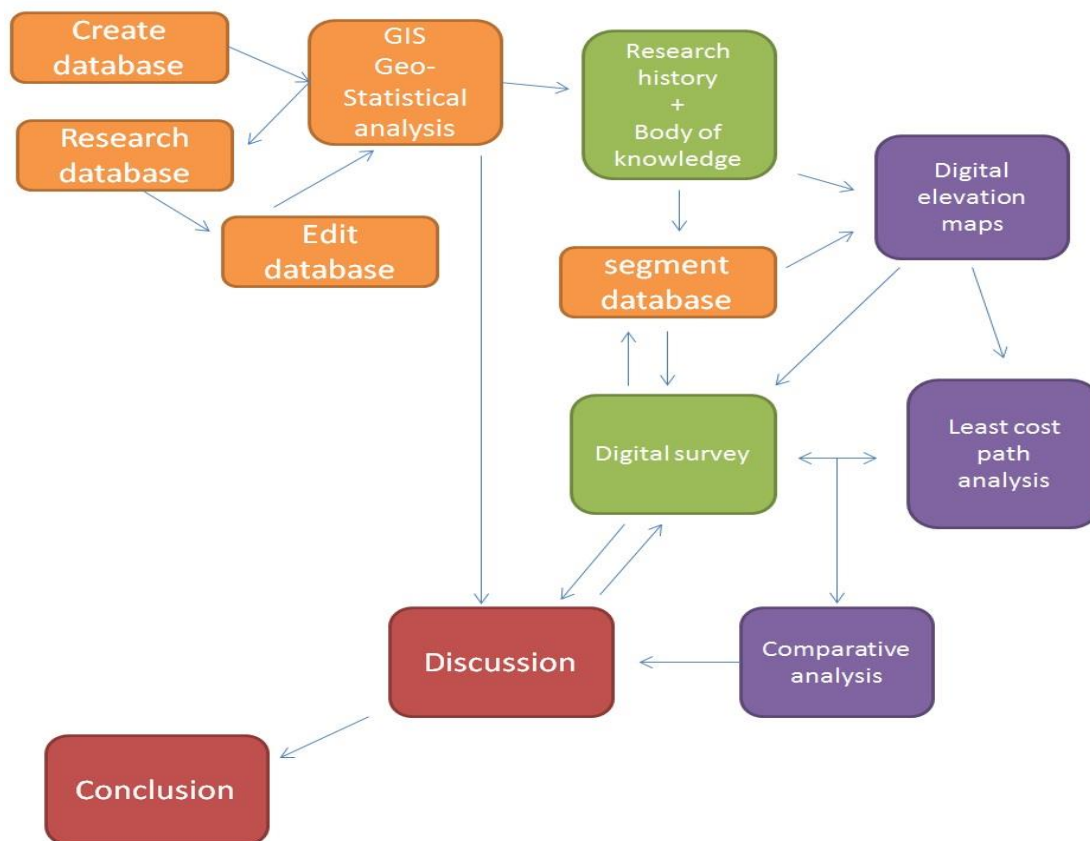 Create
database
GIS
Geo-
Statistical
analysis
Research
history
+
Body of
knowledge
Research
database
Digital
elevation
maps
Edit
database
segment
database
Digital survey
Least cost
path
analysis
Discussion
Comparative
analysis
Conclusion